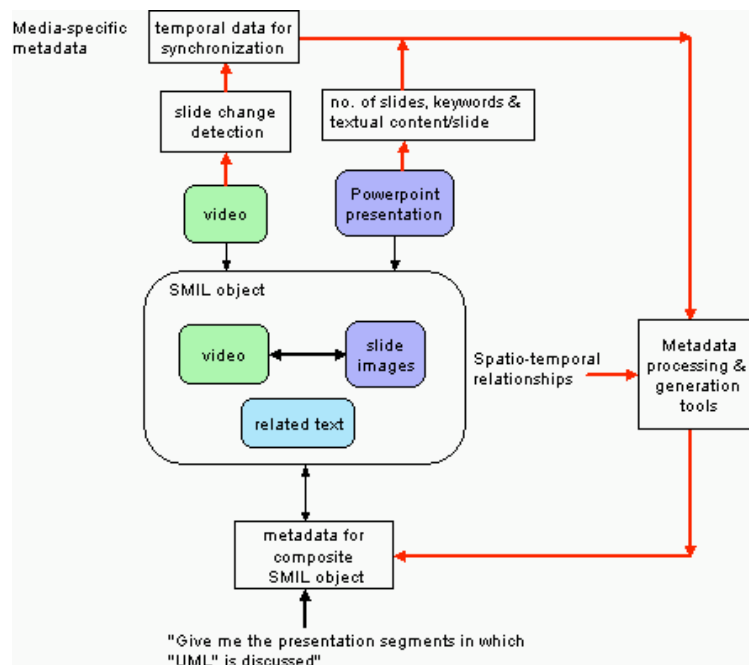 Media-specific
metadata
temporal data for
synchronization
slide change
detection
no. of slides, keywords &
textual content/slide
video
Powerpoint
presentation
SMIL object
video
slide
images
related text
Spatio-temporal
relationships
Metadata
processing &
generation
tools
metadata for
composite
SMIL object
"Give me the presentation segments in which
"UML" is discussed"